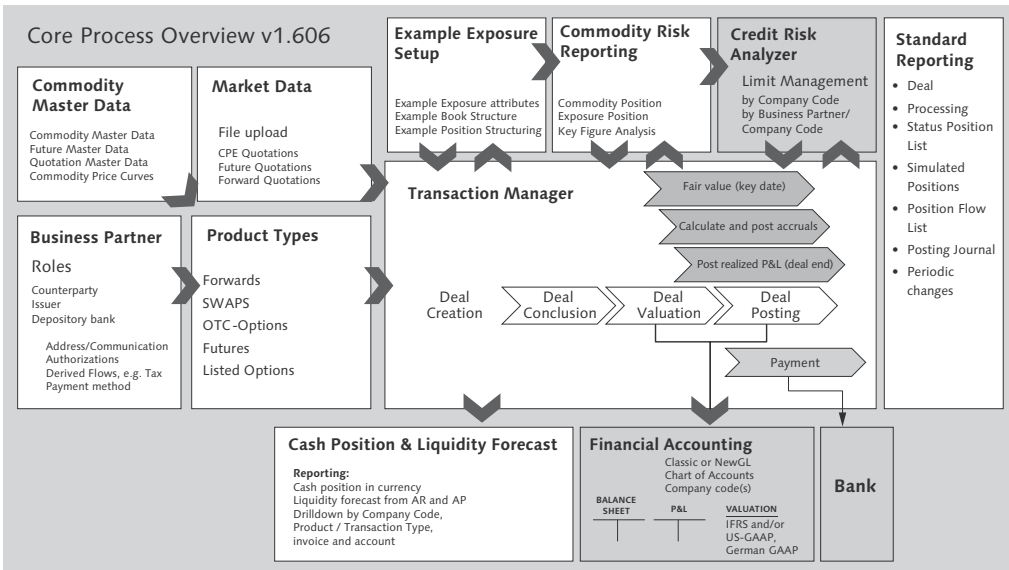 Core Process Overview v1.606
Commodity
Master Data
Commodity Master Data
Future Master Data
Quotation Master Data
Commodity Price Curves
Market Data
File upload
CPE Quotations
Future Quotations
Forward Quotations
Example Exposure
Setup
Example Exposure attributes
Example Book Structure
Example Position Structuring
Commodity Risk
Reporting
Commodity Position
Exposure Position
Key Figure Analysis
Credit Risk
Analyzer
Limit Management
by Company Code
by Business Partner/
Company Code
Standard
Reporting
• Deal
• Processing
• Status Position
List
• Simulated
Positions
• Position Flow
List
• Posting Journal
• Periodic
changes
Business Partner
Roles
Counterparty
Issuer
Depository bank
Address/Communication
Authorizations
Derived Flows, e.g. Tax
Payment method
Product Types
Forwards
SWAPS
OTC-Options
Futures
Listed Options
Transaction Manager
Fair value (key date)
Calculate and post accruals
Post realized P&L (deal end)
Deal
Creation
Deal
Conclusion
Deal
Valuation
Deal
Posting
Payment
Cash Position & Liquidity Forecast
Reporting:
Cash position in currency
Liquidity forecast from AR and AP
Drilldown by Company Code,
Product / Transaction Type,
invoice and account
Financial Accounting
Classic or NewGL
Chart of Accounts
Company code(s)
BALANCE
SHEET
P&L
VALUATION
IFRS and/or
US-GAAP,
German GAAP
Bank